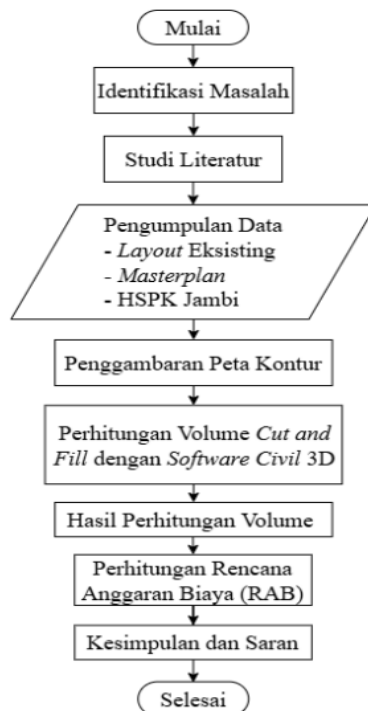 Mulai
Identifikasi Masalah
Studi Literatur
Pengumpulan Data
- Layout Eksisting
- Masterplan
- HSPK Jambi
Penggambaran Peta Kontur
Perhitungan Volume Cut and
Fill dengan Software Civil 3D
Hasil Perhitungan Volume
Perhitungan Rencana
Anggaran Biaya (RAB)
Kesimpulan dan Saran
Selesai